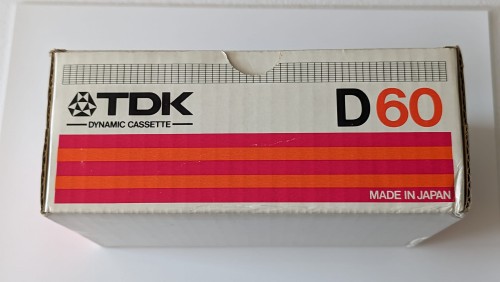 TDK
DYNAMIC CASSETTE
D60
MADE IN JAPAN